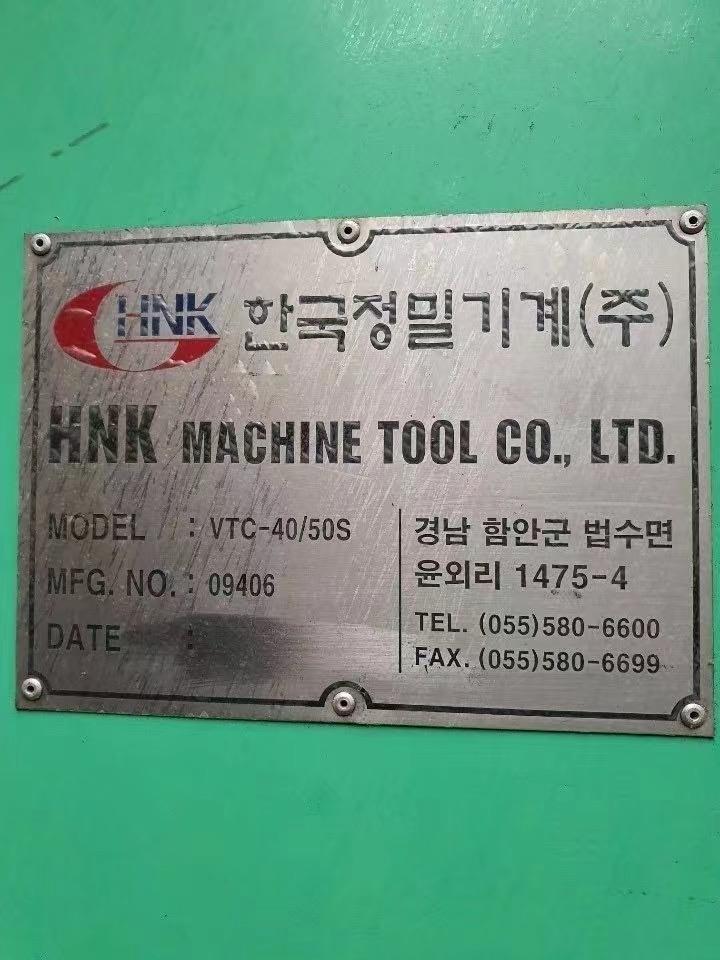 HNK 한국정밀기계(주)
HNK MACHINE TOOL CO., LTD.
MODEL : VTC-40/50S
MFG. NO. : 09406
DATE :
경남 함안군 법수면
윤외리 1475-4
TEL. (055)580-6600
FAX. (055)580-6699